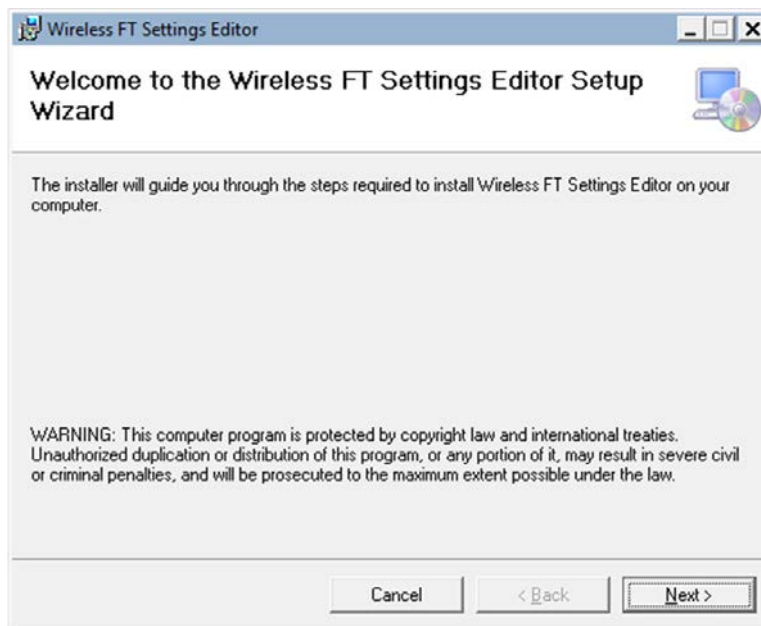 Wireless FT Settings Editor
Welcome to the Wireless FT Settings Editor Setup
Wizard
The installer will guide you through the steps required to install Wireless FT Settings Editor on your
computer.
WARNING: This computer program is protected by copyright law and international treaties.
Unauthorized duplication or distribution of this program, or any portion of it, may result in severe civil
or criminal penalties, and will be prosecuted to the maximum extent possible under the law.
Cancel < Back Next >